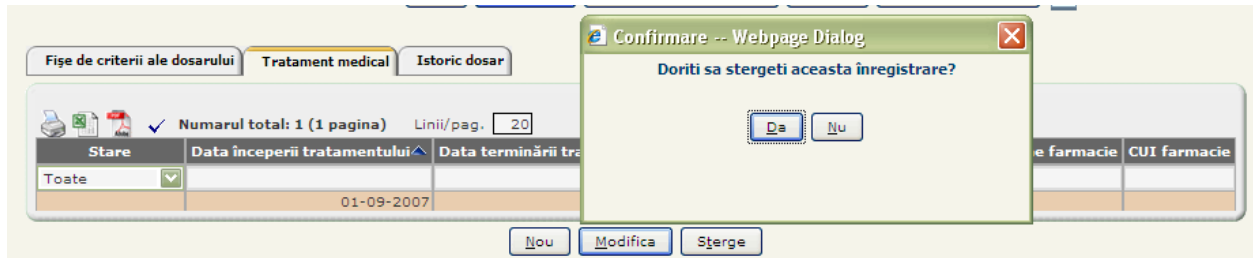 Confirmare -- Webpage Dialog
Doriti sa stergeti aceasta înregistrare?
Da Nu
Fișe de criterii ale dosarului Tratament medical Istoric dosar
Numarul total: 1 (1 pagina) Linii/pag. 20
Stare Data începerii tratamentului Data terminării tra e farmacie CUI farmacie
Toate
01-09-2007
Nou Modifica Sterge